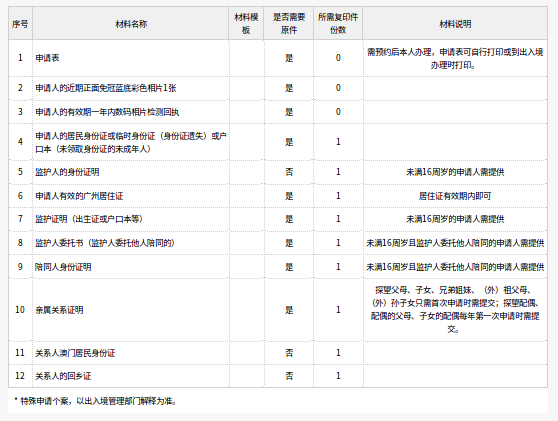 序号 材料名称 材料模板 是否需要原件 所需复印件份数 材料说明
1 申请表 是 0 需预约后本人办理，申请表可自行打印或到出入境办理时打印。
2 申请人的近期正面免冠蓝底彩色相片1张 是 0
3 申请人的有效期一年内数码相片检测回执 是 0
4 申请人的居民身份证或临时身份证（身份证遗失）或户口本（未领取身份证的未成年人） 是 1
5 监护人的身份证明 否 1 未满16周岁的申请人需提供
6 申请人有效的广州居住证 是 1 居住证有效期内即可
7 监护证明（出生证或户口本等） 是 1 未满16周岁的申请人需提供
8 监护人委托书（监护人委托他人陪同的） 是 1 未满16周岁且监护人委托他人陪同的申请人需提供
9 陪同人身份证明 是 1 未满16周岁且监护人委托他人陪同的申请人需提供
10 亲属关系证明 是 1 探望父母、子女、兄弟姐妹、（外）祖父母、（外）孙子女只需首次申请时需提交；探望配偶、配偶的父母、子女的配偶每年第一次申请时需提交。
11 关系人澳门居民身份证 否 1
12 关系人的回乡证 否 1
* 特殊申请个案，以出入境管理部门解释为准。